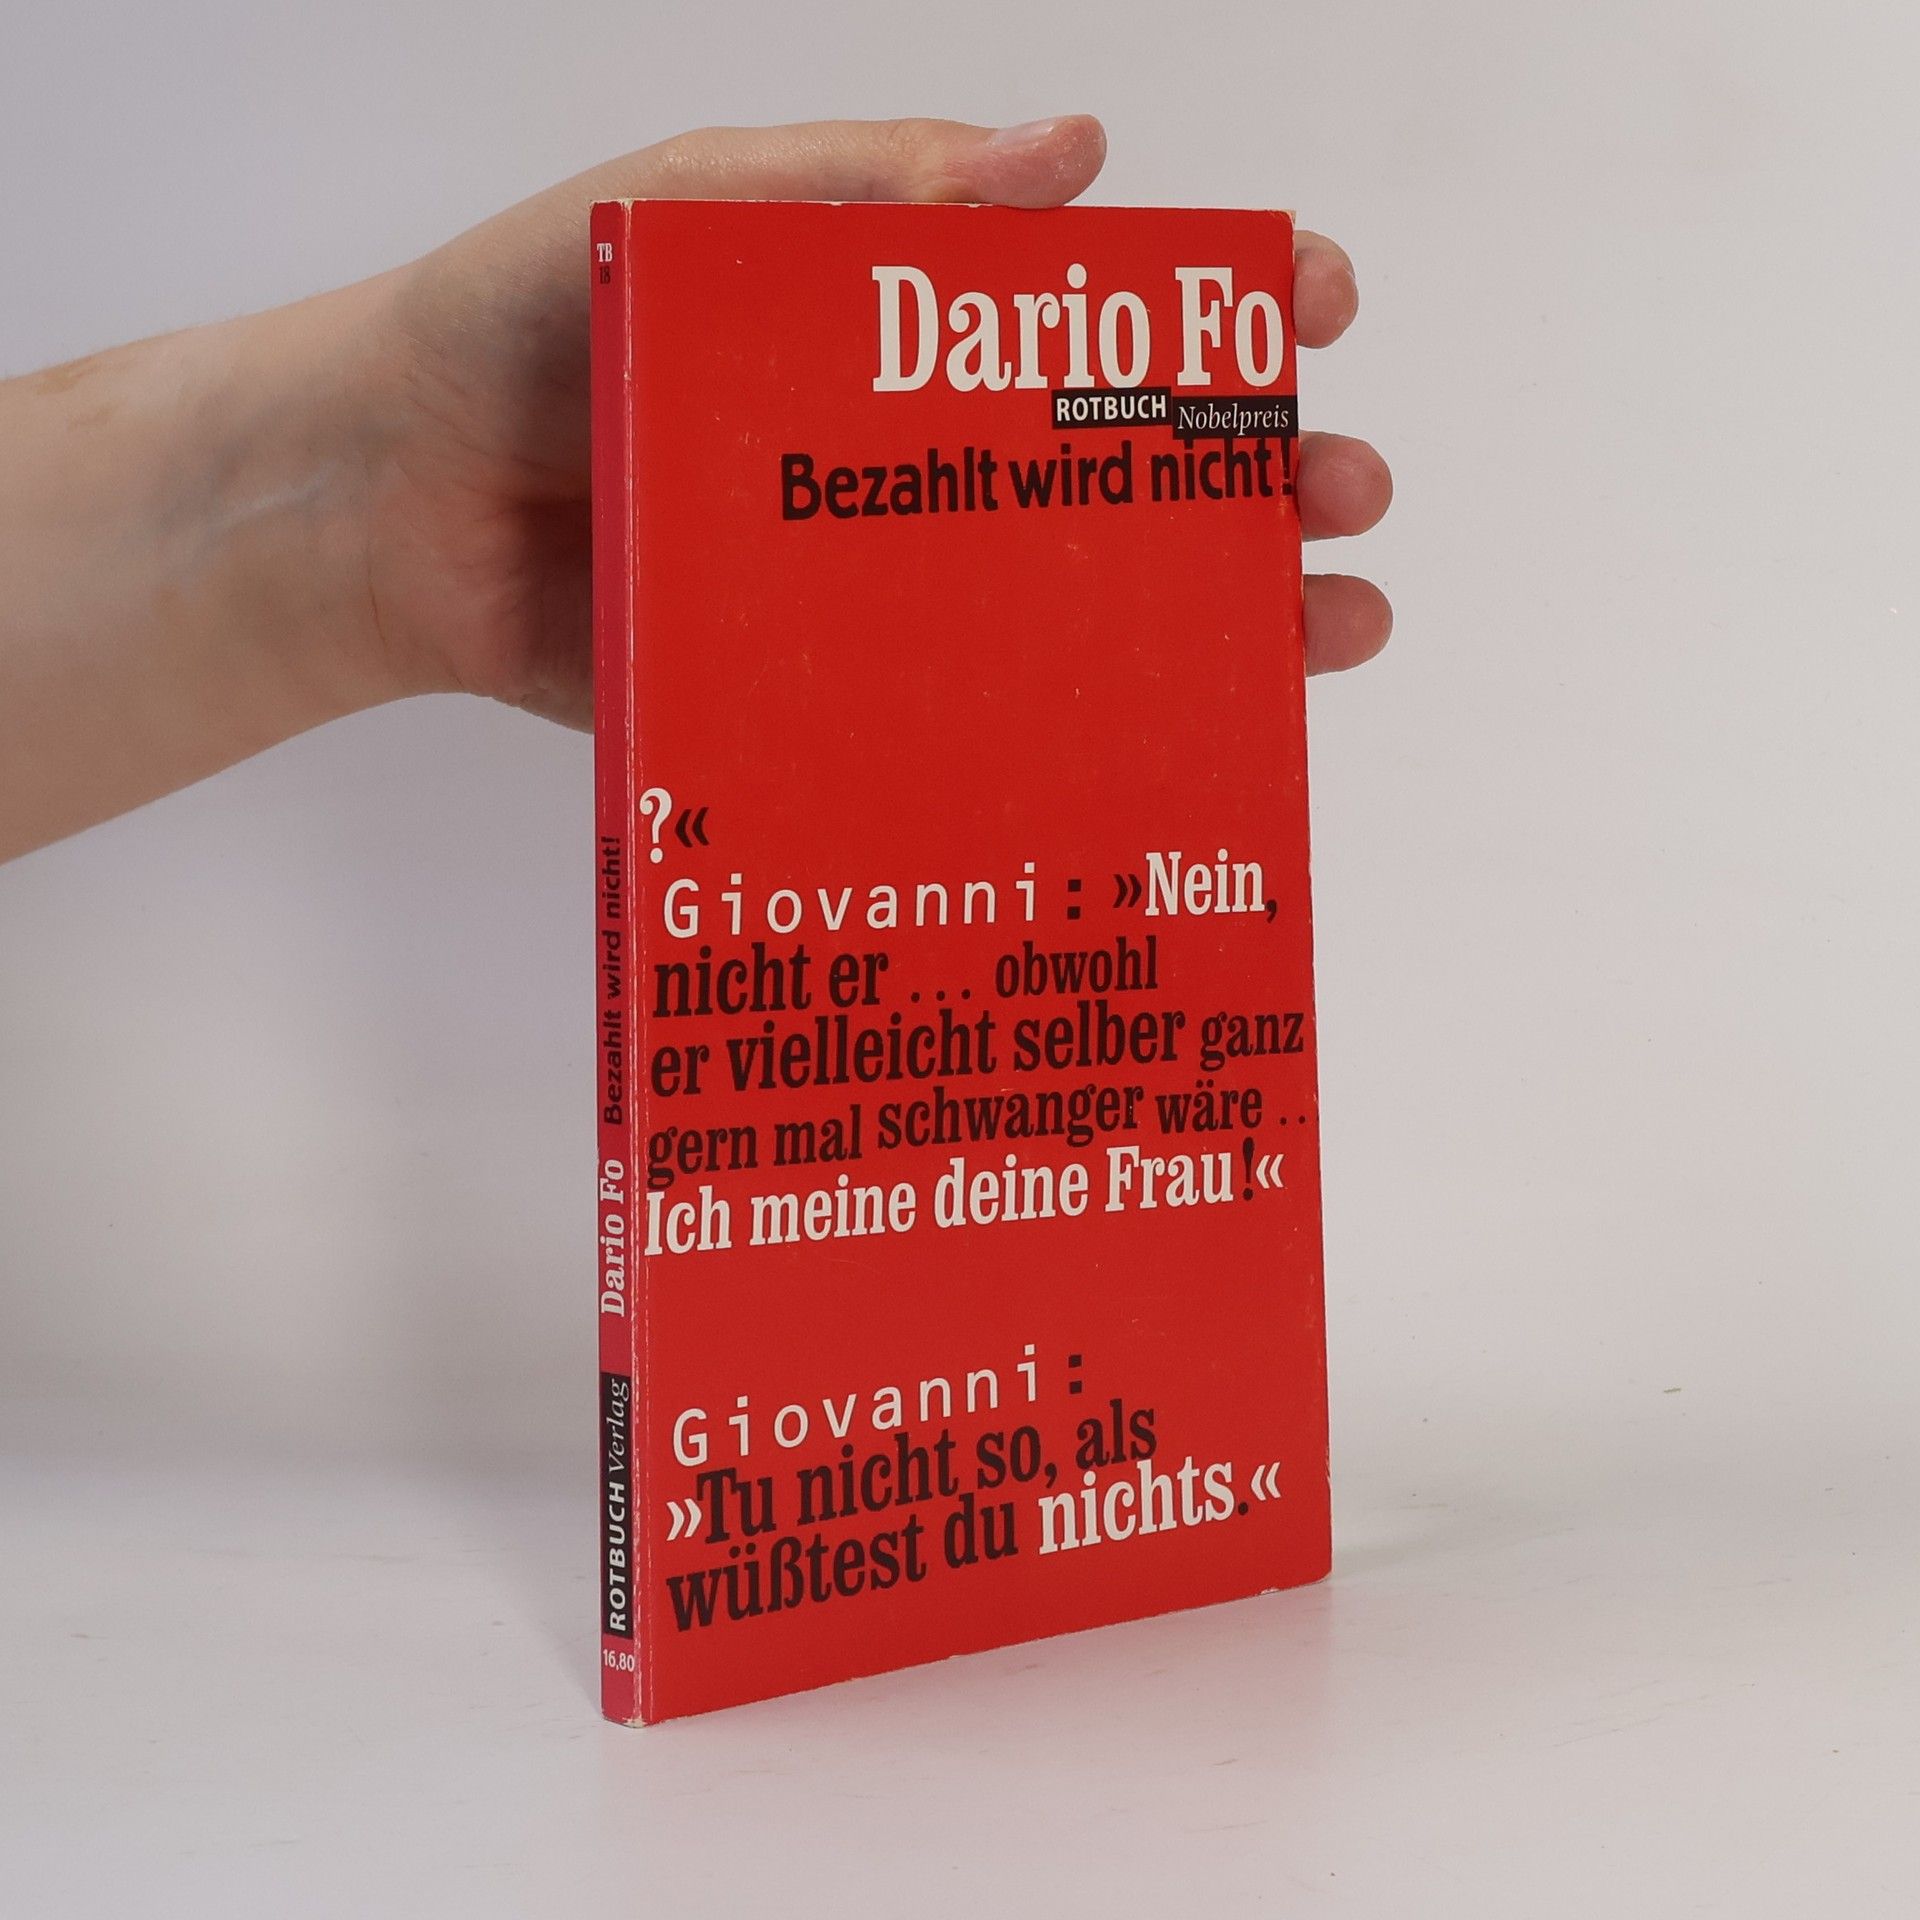 Dario Fo
ROTBUCH Nobelpreis
Bezahlt wird nicht!
?«
Giovanni: »Nein,
nicht er ... obwohl
er vielleicht selber ganz
gern mal schwanger wäre ..
Ich meine deine Frau!«
Giovanni:
»Tu nicht so, als
wüßtest du nichts.«
TB
18
Bezahlt wird nicht!
Dario Fo
ROTBUCH Verlag
16,80